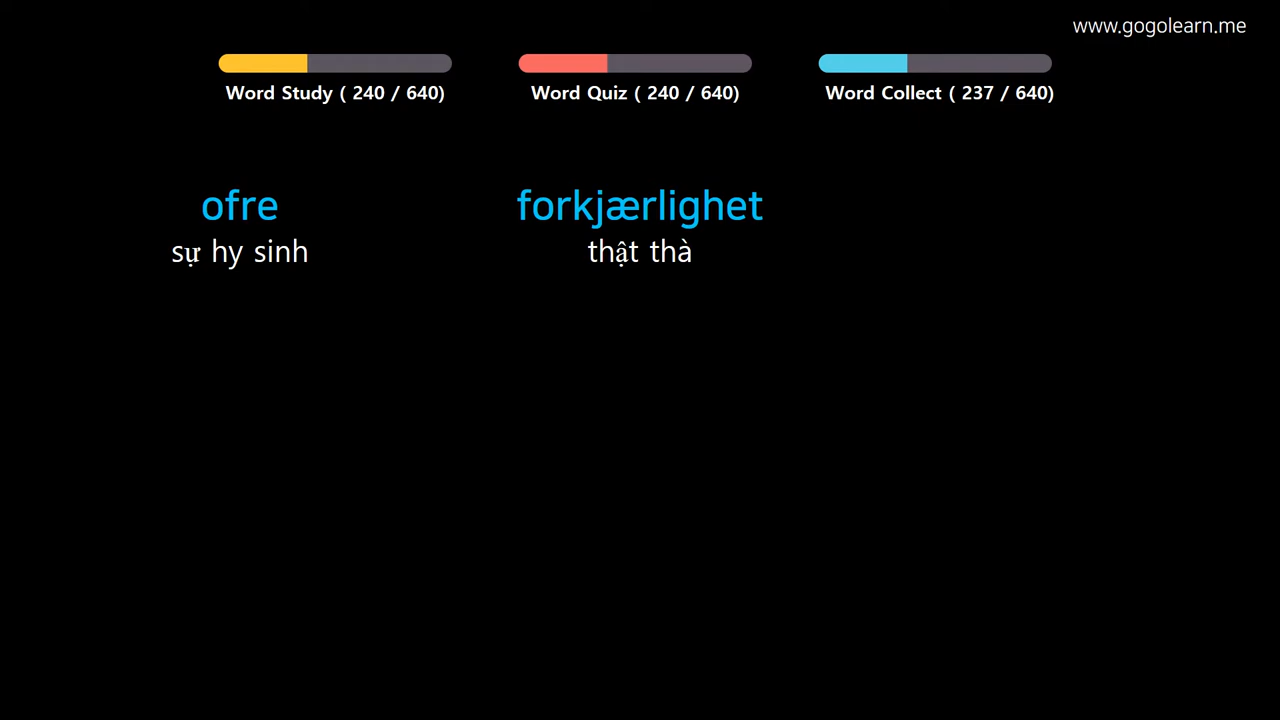 www.gogolearn.me
Word Study ( 240 / 640)
Word Quiz ( 240 / 640)
Word Collect ( 237 / 640)
ofre
sự hy sinh
forkjærlighet
thật thà